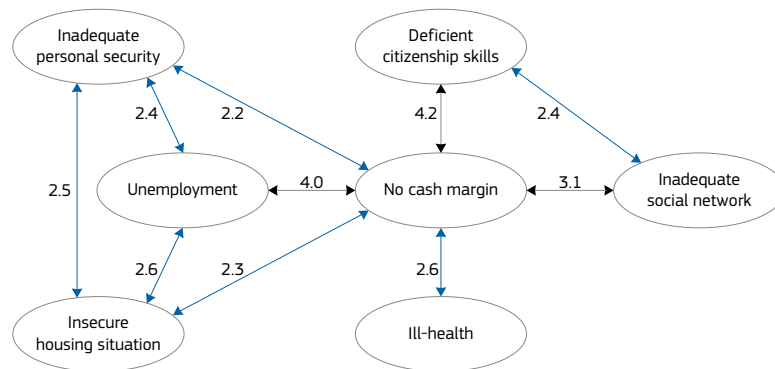 Inadequate
personal security
Deficient
citizenship skills
2.4
2.2
4.2
2.4
2.5
Unemployment
4.0
No cash margin
3.1
Inadequate
social network
2.6
2.3
2.6
Insecure
housing situation
Ill-health